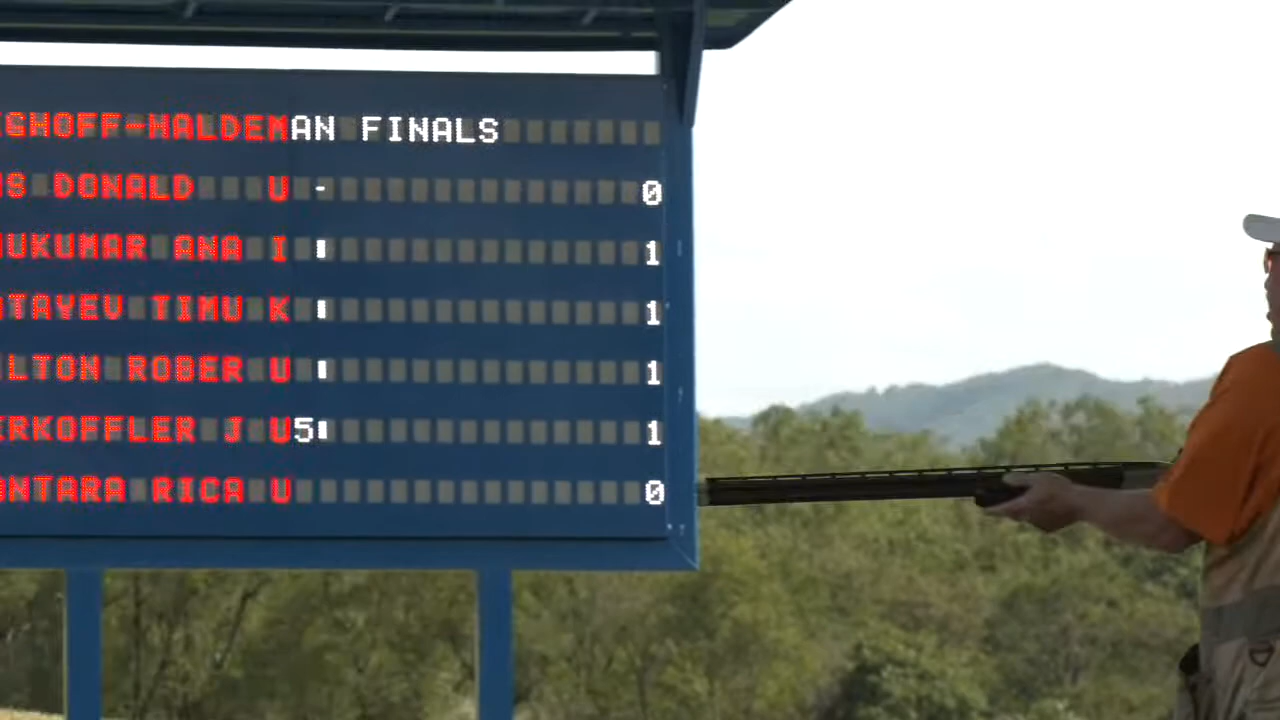 GHOFF-HALDEMAN FINALS
S DONALD U - 0
UKUMAR ANA I 1
TAYEV TIMU K 1
LTON ROBER U 1
RKOFFLER J U5 1
NTARA RICA U 0